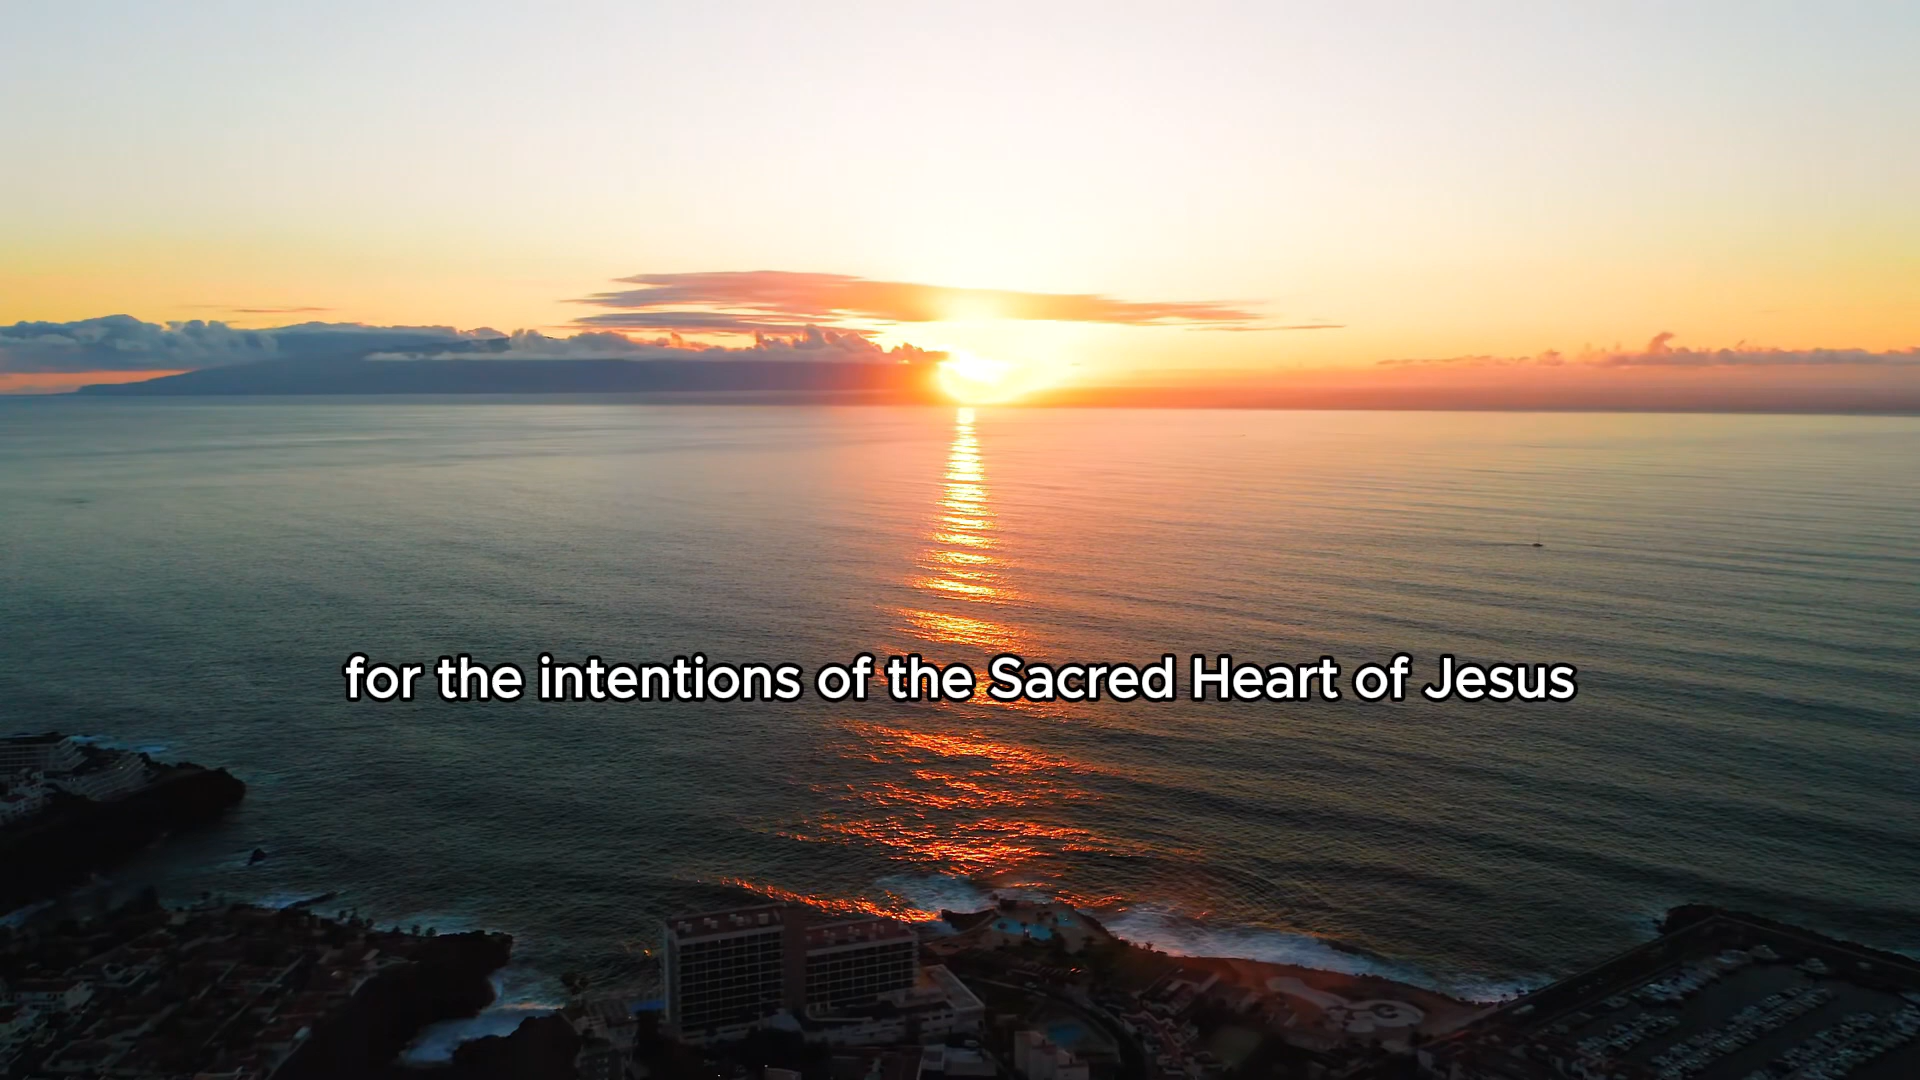 for the intentions of the Sacred Heart of Jesus